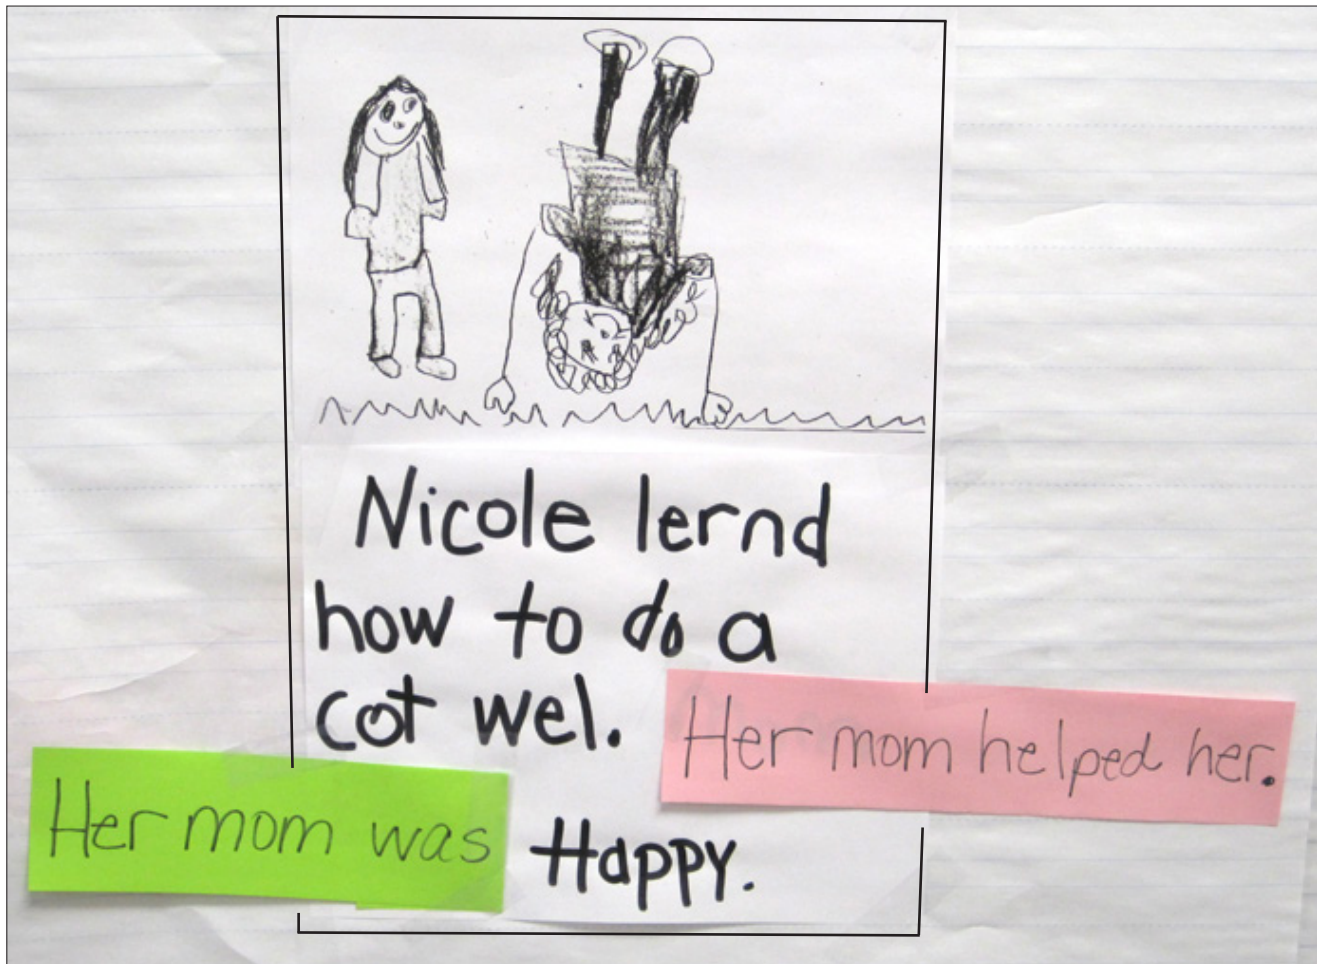 Nicole lernd
how to do a
cot wel. Her mom helped her.
Her mom was Happy.